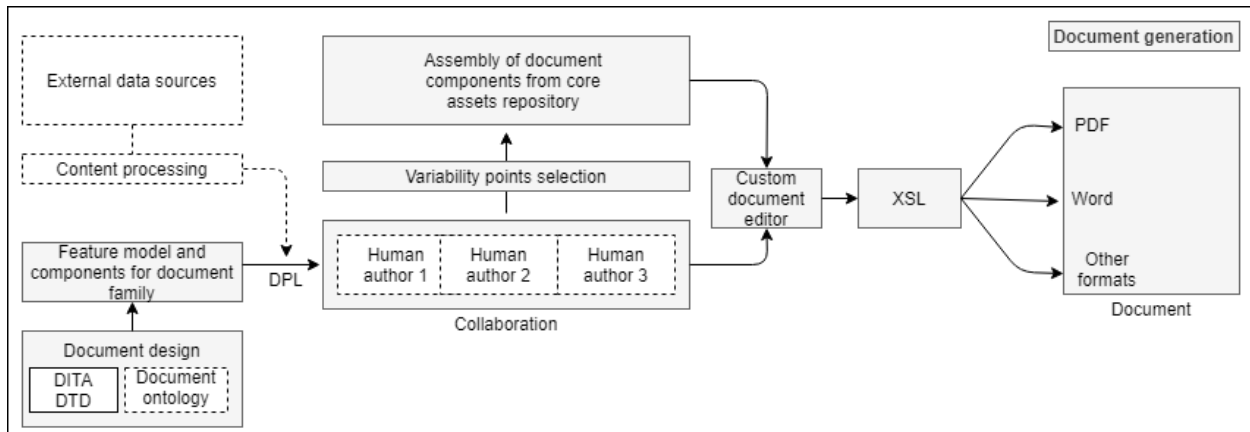 Document generation
External data sources
Content processing
Feature model and
components for document
family
Document design
DITA
DTD
Document
ontology
DPL
Assembly of document
components from core
assets repository
Variability points selection
Human
author 1
Human
author 2
Human
author 3
Collaboration
Custom
document
editor
XSL
PDF
Word
Other
formats
Document